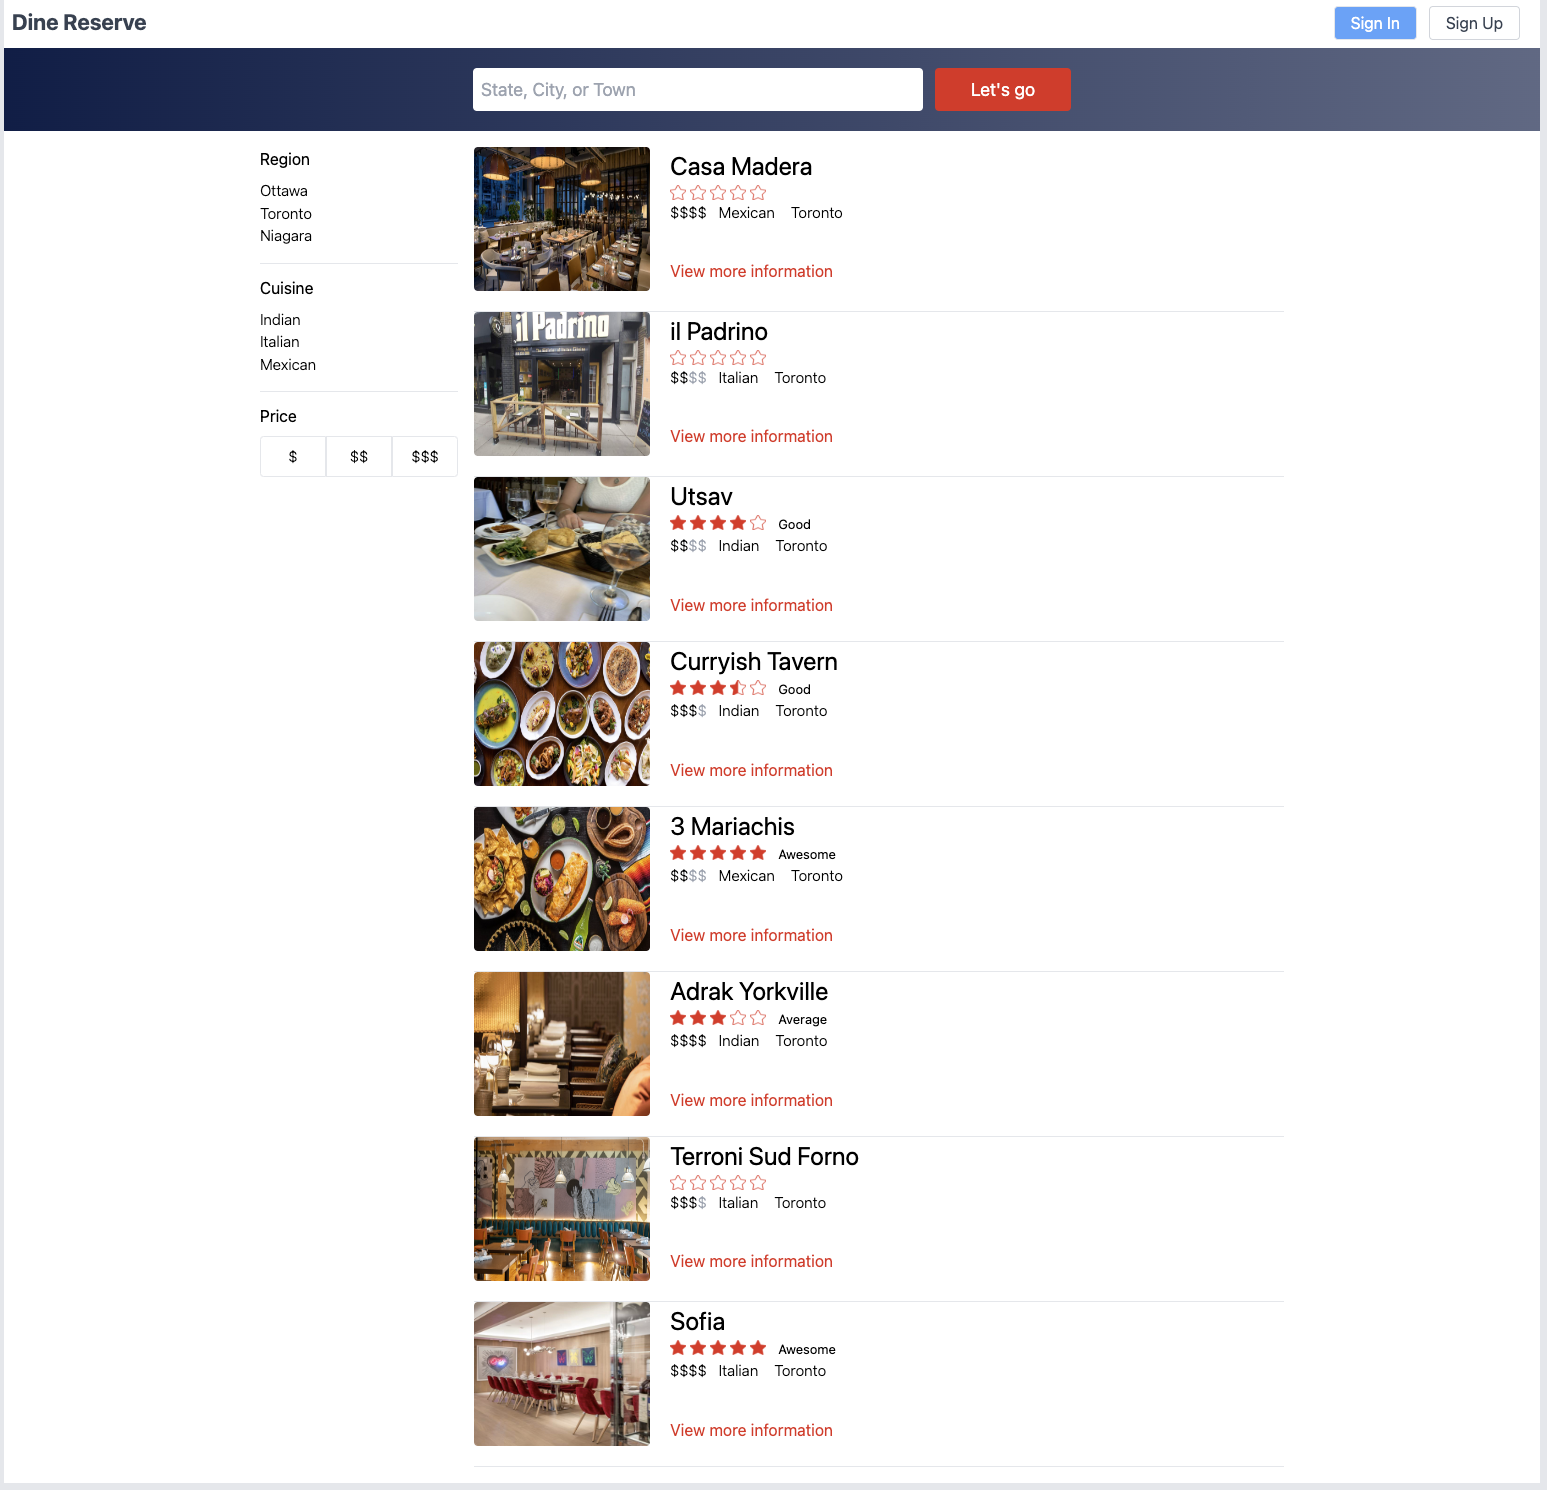 Dine Reserve
Sign In
Sign Up
State, City, or Town
Let's go
Region
Ottawa
Toronto
Niagara
Cuisine
Indian
Italian
Mexican
Price
$
$$
$$$
Casa Madera
$$$$ Mexican Toronto
View more information
il Padrino
il Padrino
$$$$ Italian Toronto
View more information
Utsav
Good
$$$$ Indian Toronto
View more information
Curryish Tavern
Good
$$$$ Indian Toronto
View more information
3 Mariachis
Awesome
$$$$ Mexican Toronto
View more information
Adrak Yorkville
Average
$$$$ Indian Toronto
View more information
Terroni Sud Forno
$$$$ Italian Toronto
View more information
Sofia
Awesome
$$$$ Italian Toronto
View more information